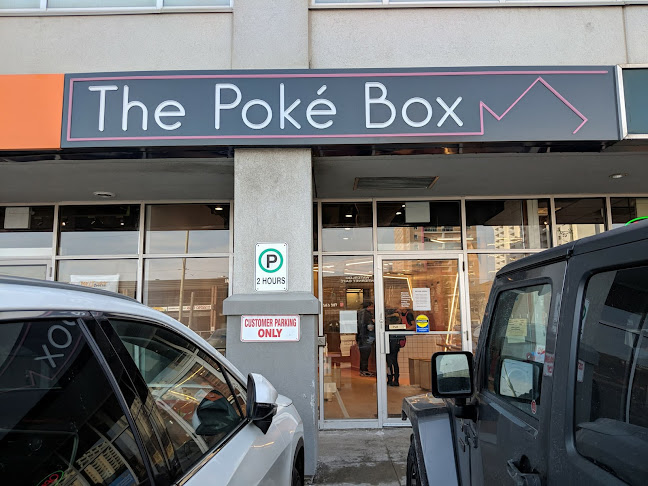 The Poké Box
P
2 HOURS
CUSTOMER PARKING
ONLY